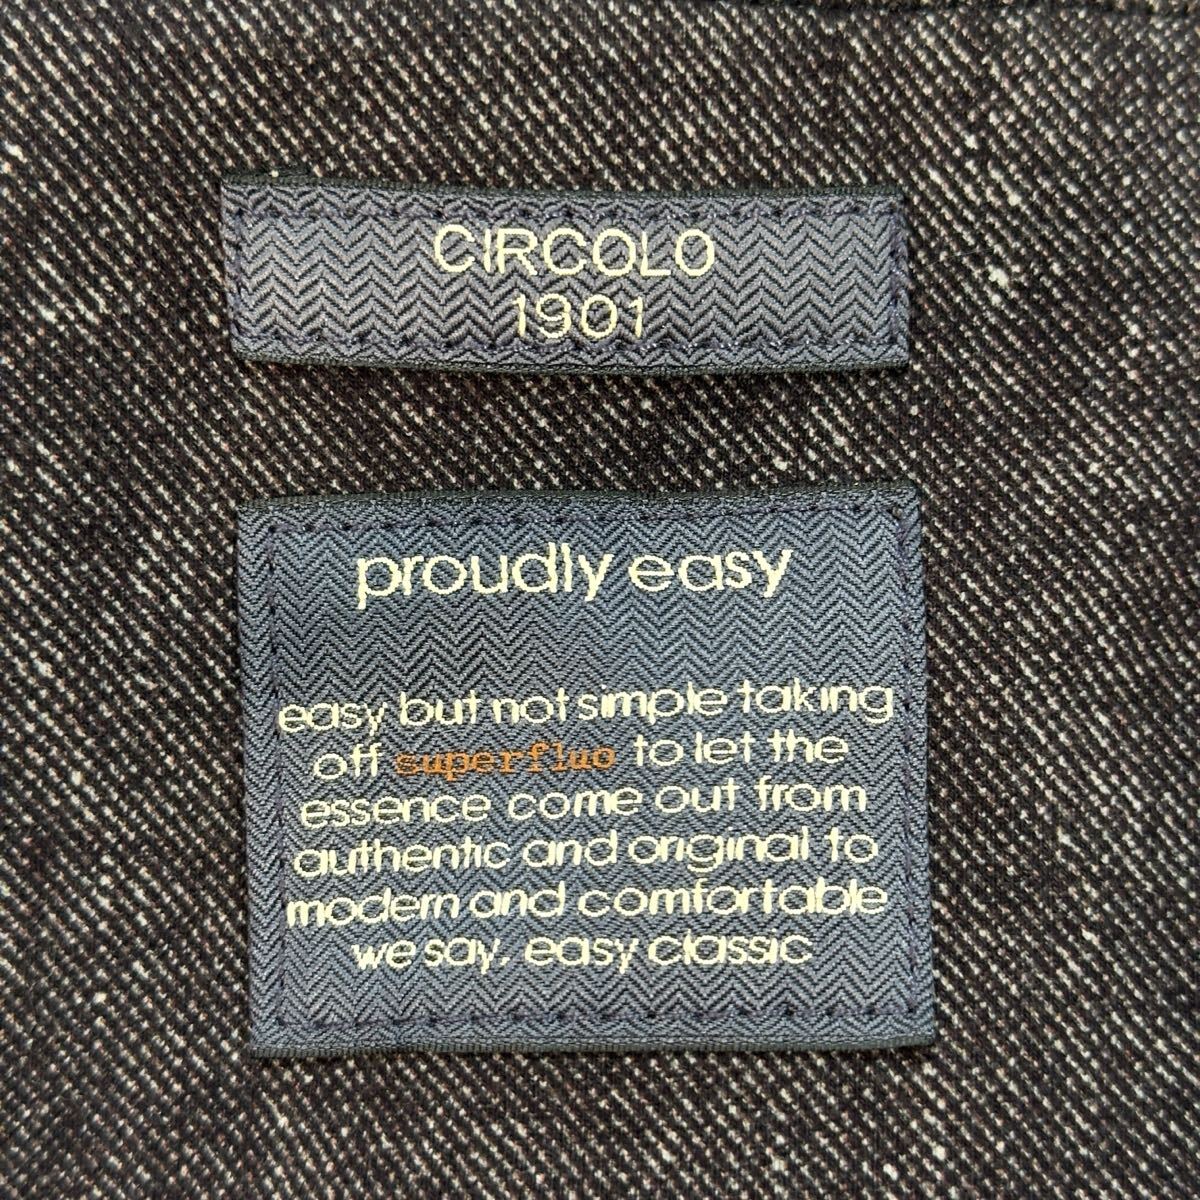 CIRCOLO
1901
proudly easy
easy but not simple taking
off superfluo to let the
essence come out from
authentic and original to
modern and comfortable
we say, easy classic